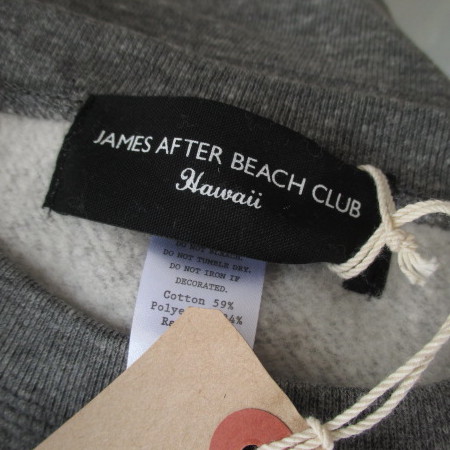 JAMES AFTER BEACH CLUB
Hawaii
DO NOT TUMBLE DRY.
DO NOT IRON IF
DECORATED.
Cotton 59%